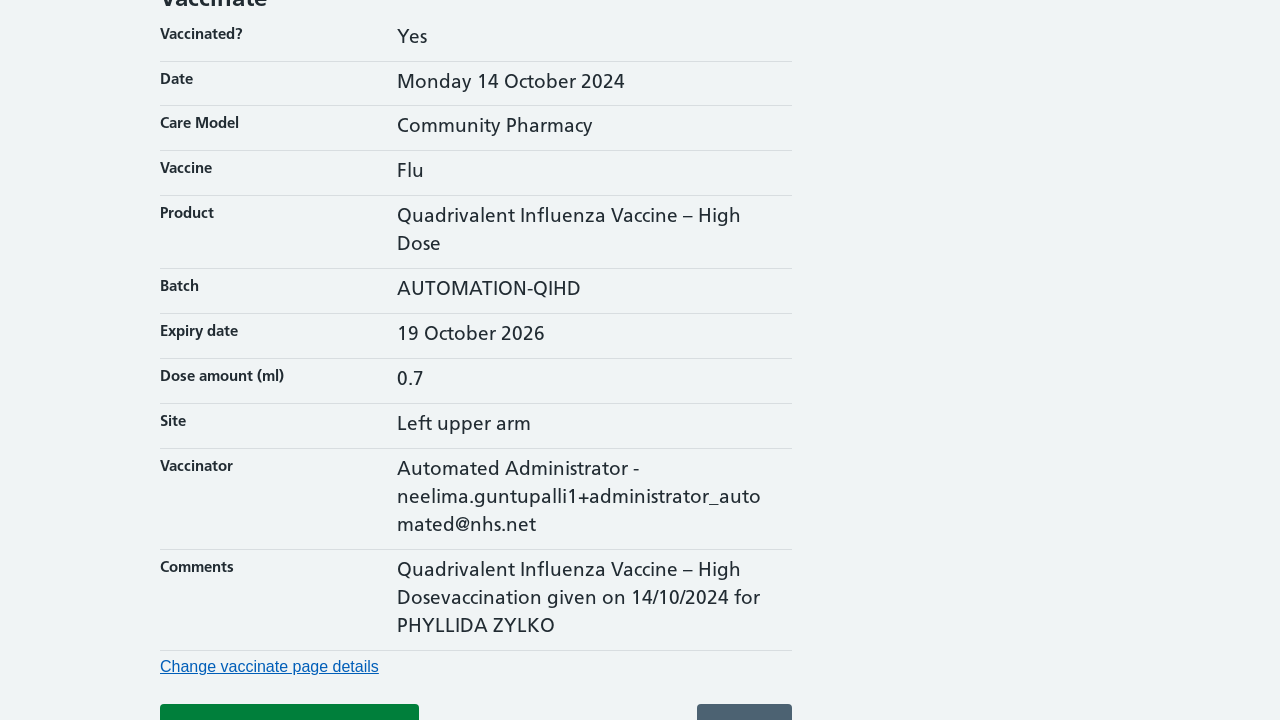 Vaccinate
Vaccinated?
Yes
Date
Monday 14 October 2024
Care Model
Community Pharmacy
Vaccine
Flu
Product
Quadrivalent Influenza Vaccine – High
Dose
Batch
AUTOMATION-QIHD
Expiry date
19 October 2026
Dose amount (ml)
0.7
Site
Left upper arm
Vaccinator
Automated Administrator -
neelima.guntupalli1+administrator_auto
mated@nhs.net
Comments
Quadrivalent Influenza Vaccine – High
Dosevaccination given on 14/10/2024 for
PHYLLIDA ZYLKO
Change vaccinate page details